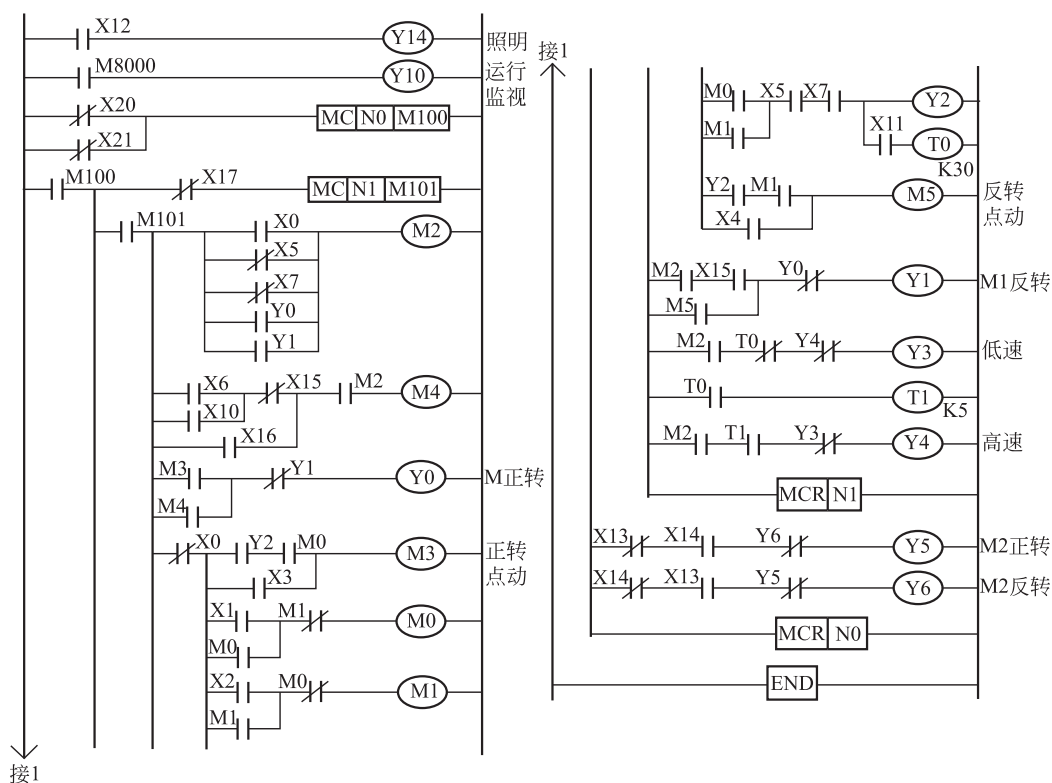 X12 Y14 照明
M8000 Y10 运行
监视
X20 MC N0 M100
X21
M100 X17 MC N1 M101
M101 X0 M2
X5
X7
Y0
Y1
X6 X15 M2 M4
X10
X16
M3 Y1 Y0 M正转
M4
X0 Y2 M0 M3 正转
点动
X3
X1 M1 M0
M0
X2 M0 M1
M1
接1
接1
M0 X5 X7 Y2
M1 X11 T0
K30
Y2 M1 M5 反转
点动
X4
M2 X15 Y0 Y1 M1反转
M5
M2 T0 Y4 Y3 低速
T0 T1
K5
M2 T1 Y3 Y4 高速
MCR N1
X13 X14 Y6 Y5 M2正转
X14 X13 Y5 Y6 M2反转
MCR N0
END